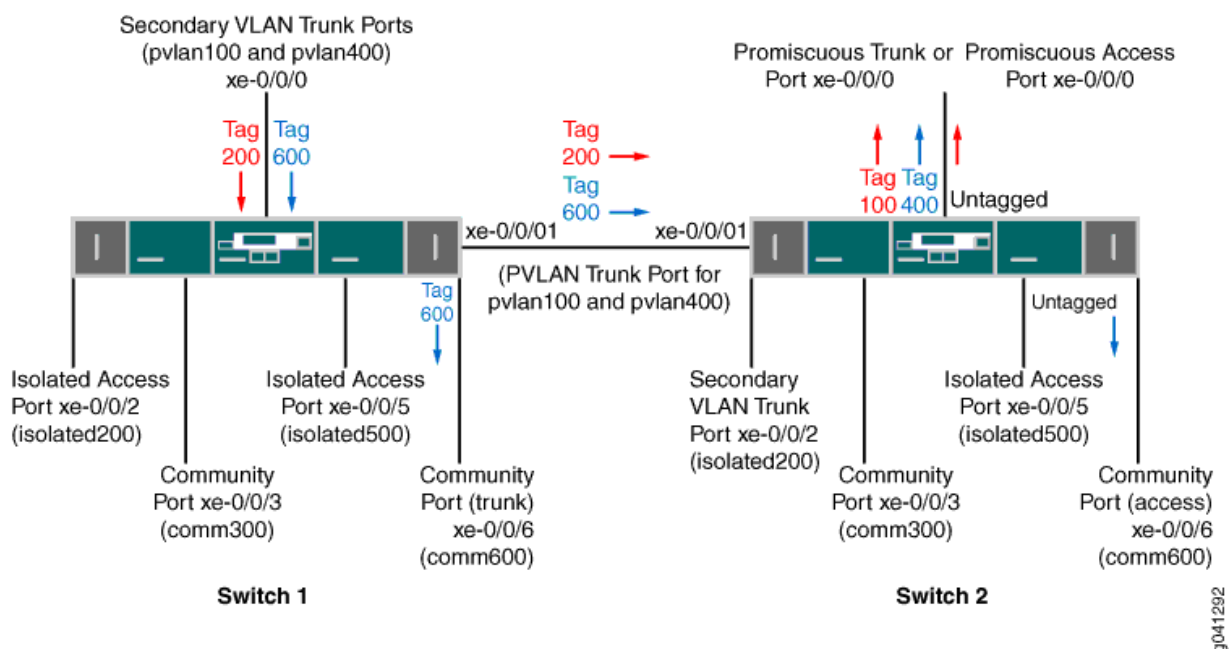 Secondary VLAN Trunk Ports
(pvlan100 and pvlan400)
xe-0/0/0
Promiscuous Trunk or
Port xe-0/0/0
Promiscuous Access
Port xe-0/0/0
Tag
200
Tag
600
Tag
200
Tag
600
Tag
100
Tag
400
Untagged
xe-0/0/01
xe-0/0/01
(PVLAN Trunk Port for
pvlan100 and pvlan400)
Tag
600
Untagged
Isolated Access
Port xe-0/0/2
(isolated200)
Isolated Access
Port xe-0/0/5
(isolated500)
Secondary
VLAN Trunk
Port xe-0/0/2
(isolated200)
Isolated Access
Port xe-0/0/5
(isolated500)
Community
Port xe-0/0/3
(comm300)
Community
Port (trunk)
xe-0/0/6
(comm600)
Community
Port xe-0/0/3
(comm300)
Community
Port (access)
xe-0/0/6
(comm600)
Switch 1
Switch 2
g041292